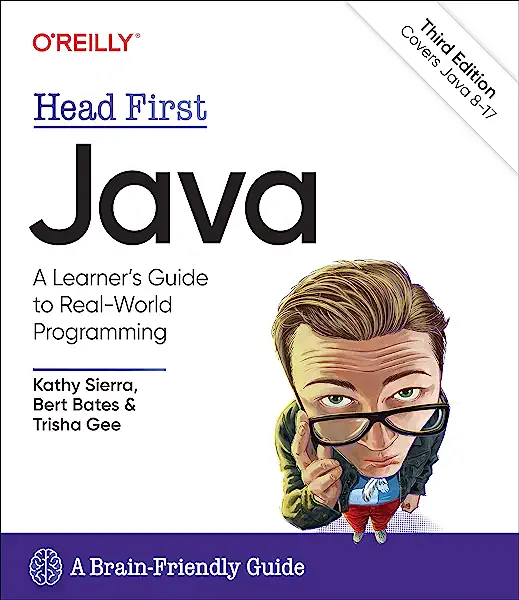 O'REILLY®
Third Edition
Covers Java 8-17
Head First
Java
A Learner's Guide
to Real-World
Programming
Kathy Sierra,
Bert Bates &
Trisha Gee
A Brain-Friendly Guide